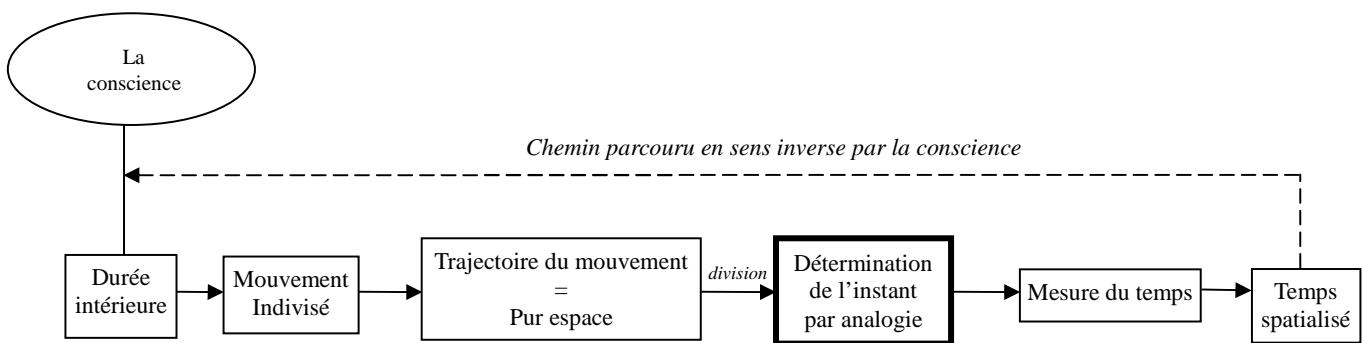 La
conscience
Chemin parcouru en sens inverse par la conscience
Durée
intérieure
Mouvement
Indivisé
Trajectoire du mouvement
=
Pur espace
division
Détermination
de l’instant
par analogie
Mesure du temps
Temps
spatialisé